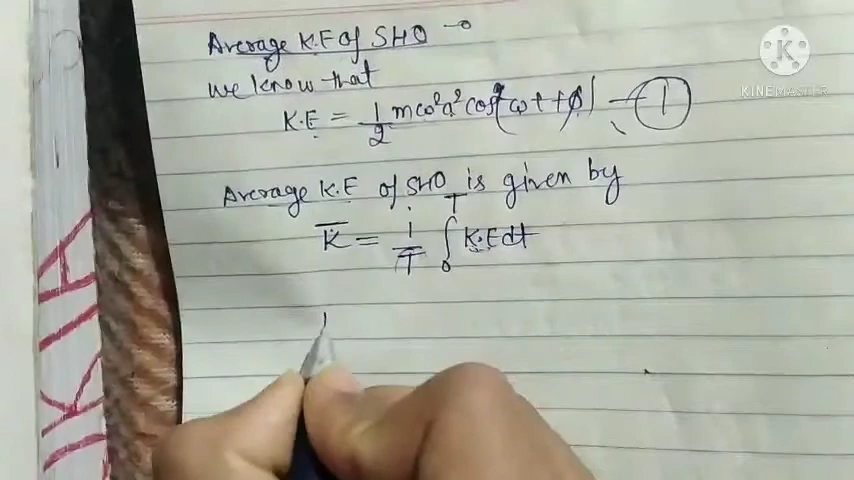 Average K.E of SHO →
we know that
K.E = 1/2 mω²a² cos²(ωt + φ) — 1
Average K.E of SHO is given by
K̅ = 1/T ∫₀ᵀ K.E dt
KINEMASTER